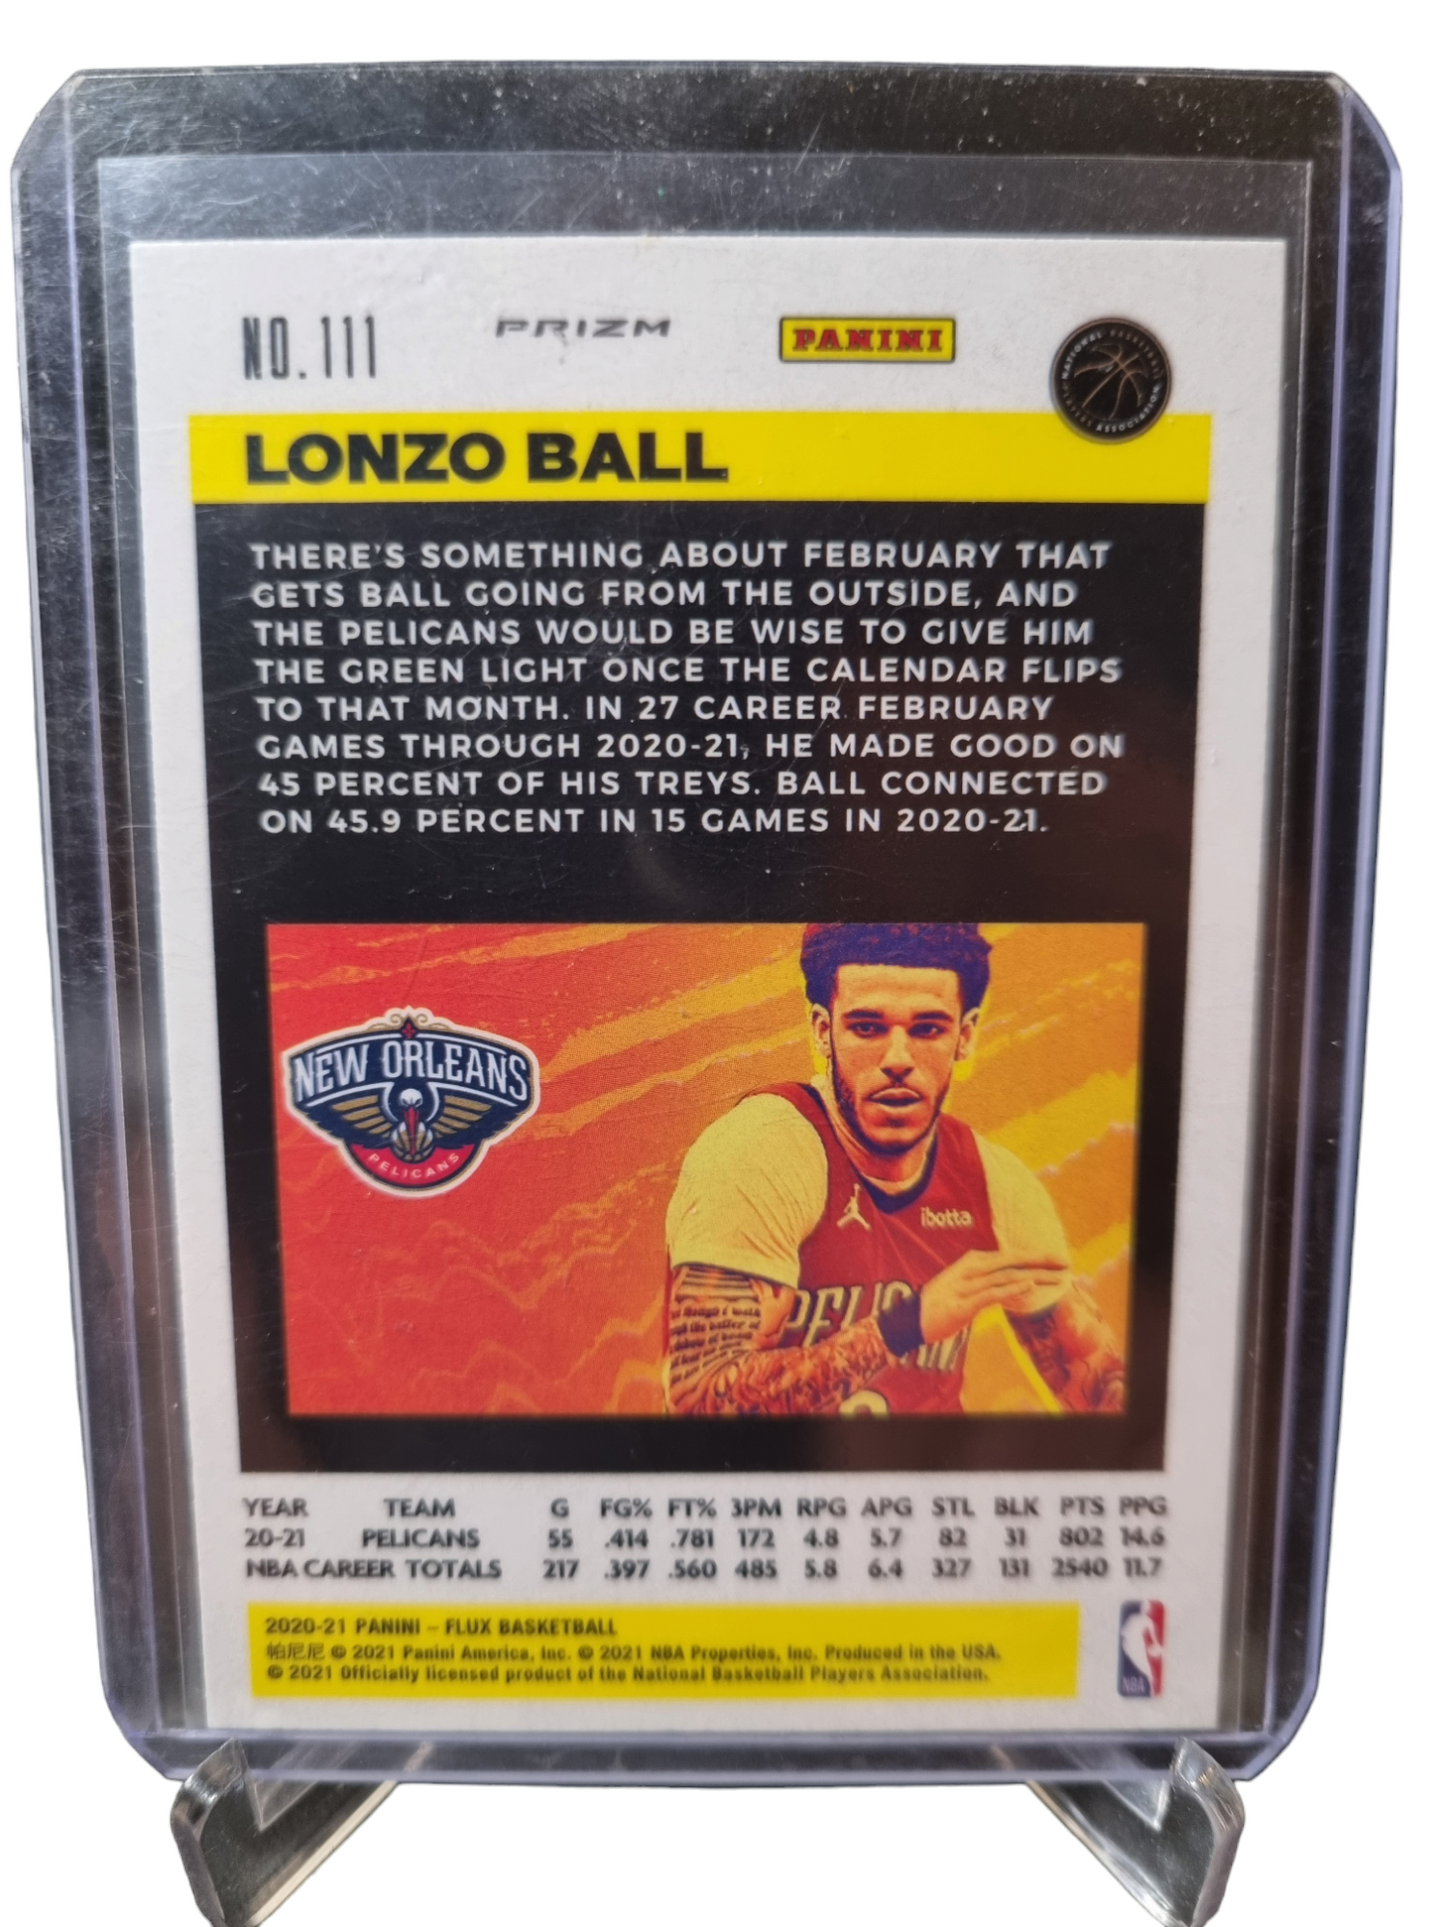 NO. 111
PRIZM
PANINI
NATIONAL BASKETBALL PLAYERS ASSOCIATION
LONZO BALL
THERE'S SOMETHING ABOUT FEBRUARY THAT
GETS BALL GOING FROM THE OUTSIDE, AND
THE PELICANS WOULD BE WISE TO GIVE HIM
THE GREEN LIGHT ONCE THE CALENDAR FLIPS
TO THAT MONTH. IN 27 CAREER FEBRUARY
GAMES THROUGH 2020-21, HE MADE GOOD ON
45 PERCENT OF HIS TREYS. BALL CONNECTED
ON 45.9 PERCENT IN 15 GAMES IN 2020-21.
NEW ORLEANS
PELICANS
ibotta
YEAR TEAM G FG% FT% 3PM RPG APG STL BLK PTS PPG
20-21 PELICANS 55 .414 .781 172 4.8 5.7 82 31 802 14.6
NBA CAREER TOTALS 217 .397 .560 485 5.8 6.4 327 131 2540 11.7
2020-21 PANINI – FLUX BASKETBALL
帕尼尼 © 2021 Panini America, Inc. © 2021 NBA Properties, Inc. Produced in the USA.
© 2021 Officially licensed product of the National Basketball Players Association.
NBA